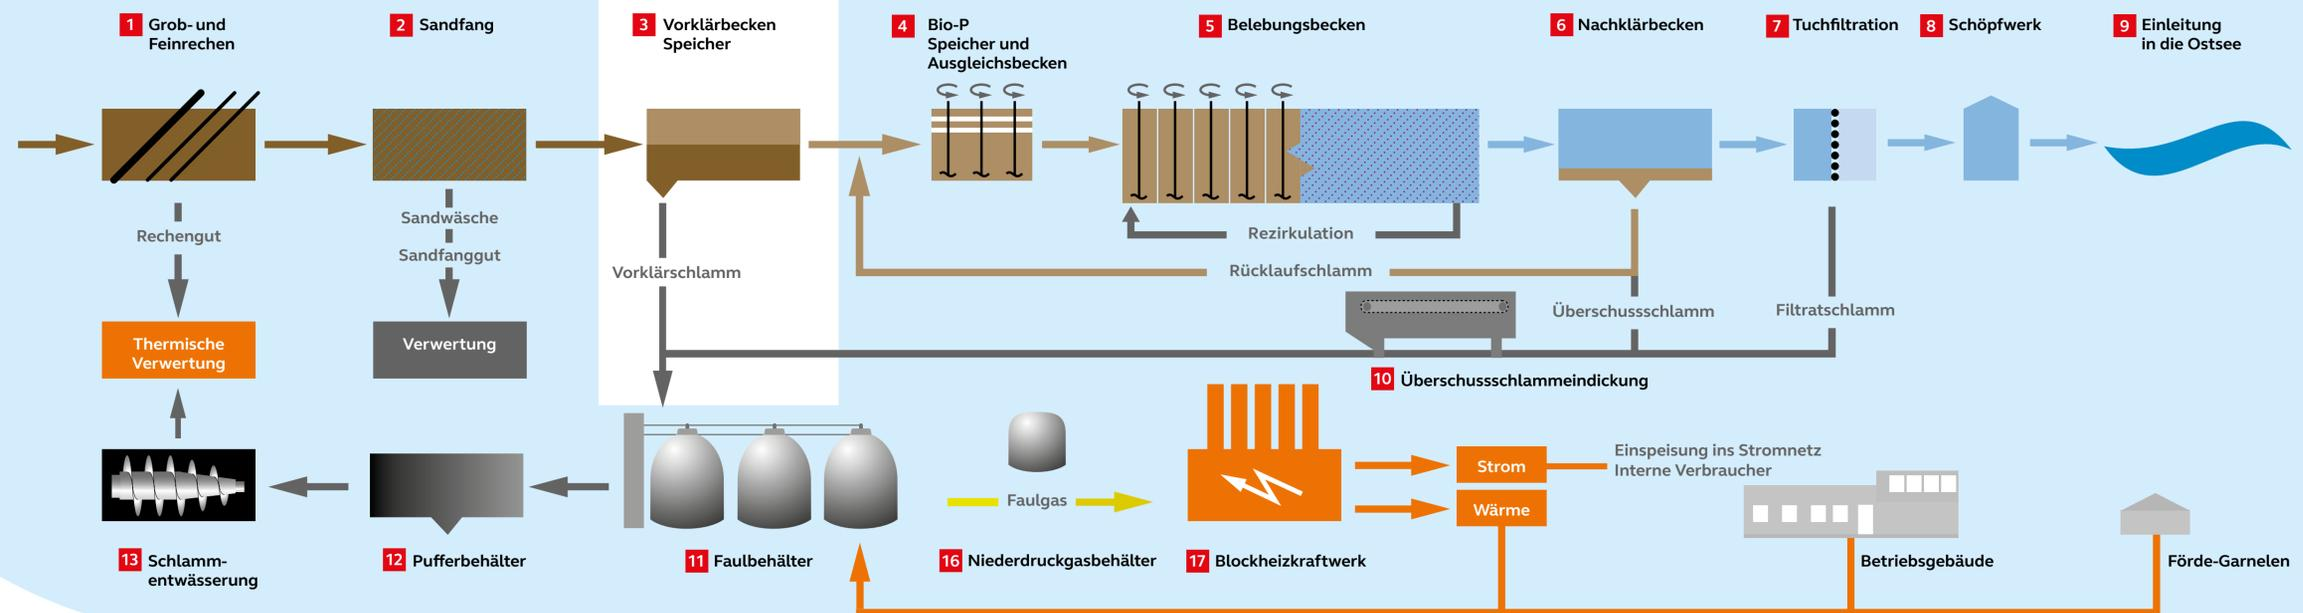 1 Grob- und
Feinrechen
2 Sandfang
3 Vorklärbecken
Speicher
4 Bio-P
Speicher und
Ausgleichsbecken
5 Belebungsbecken
6 Nachklärbecken
7 Tuchfiltration
8 Schöpfwerk
9 Einleitung
in die Ostsee
Rechengut
Sandwäsche
Sandfanggut
Vorklärschlamm
Rezirkulation
Rücklaufschlamm
Überschussschlamm
Filtratschlamm
Thermische
Verwertung
Verwertung
10 Überschussschlammeindickung
Faulgas
Strom
Wärme
Einspeisung ins Stromnetz
Interne Verbraucher
13 Schlamm-
entwässerung
12 Pufferbehälter
11 Faulbehälter
16 Niederdruckgasbehälter
17 Blockheizkraftwerk
Betriebsgebäude
Förde-Garnelen